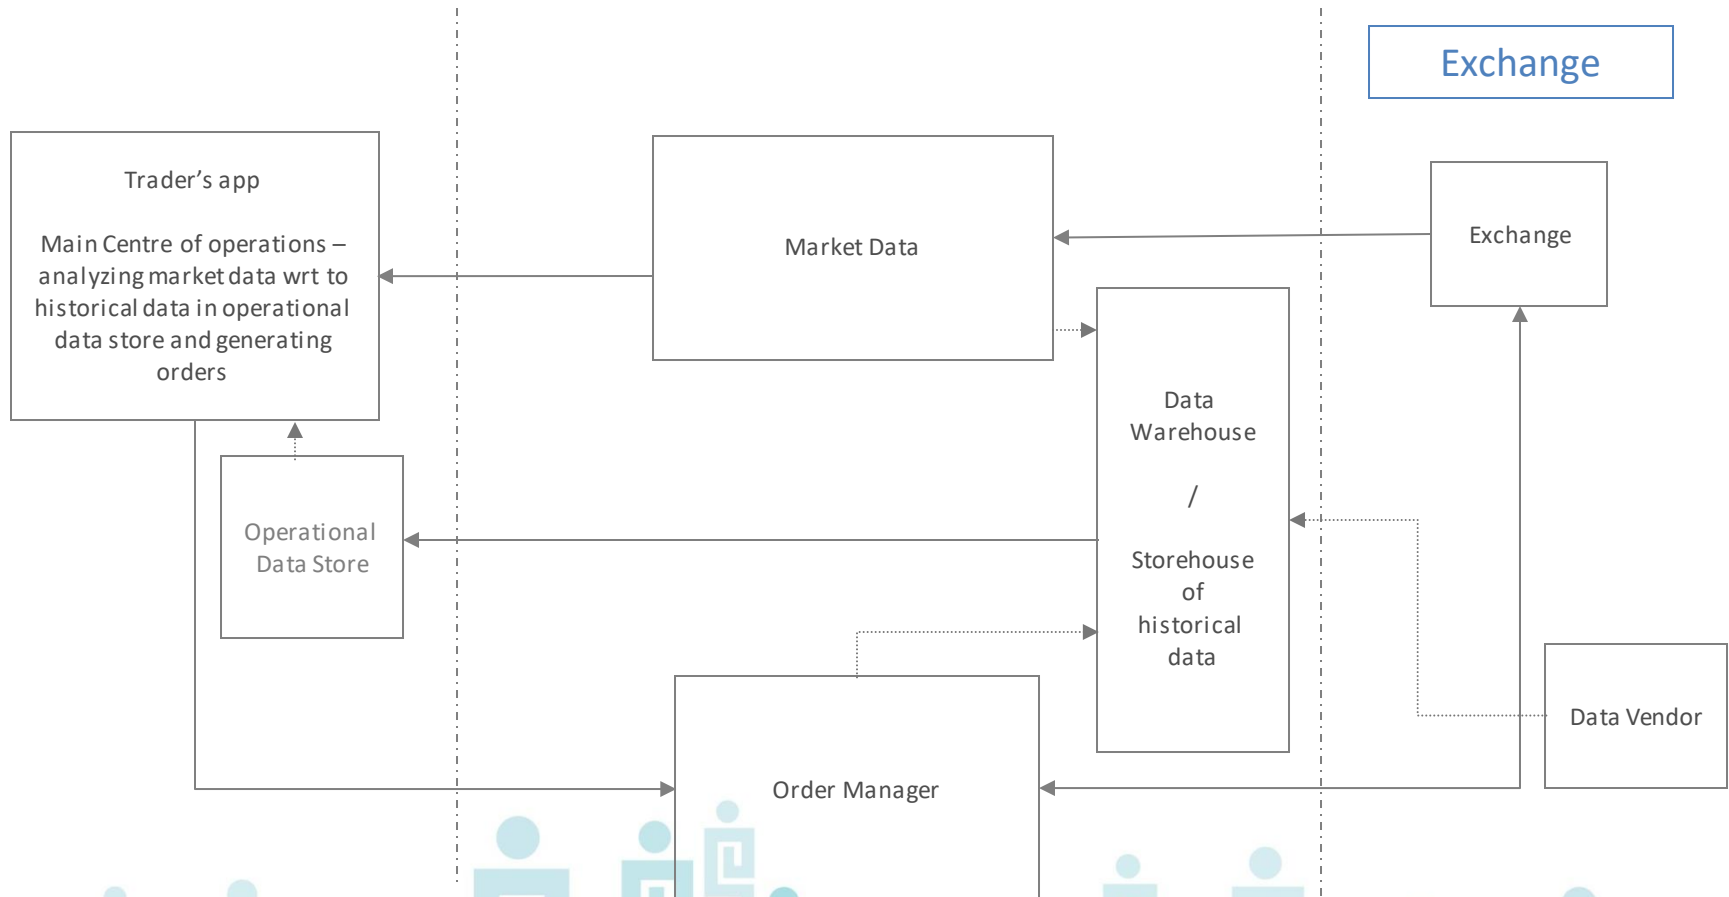 Exchange
Trader’s app
Main Centre of operations –
analyzing market data wrt to
historical data in operational
data store and generating
orders
Market Data
Exchange
Data
Warehouse
/
Storehouse
of
historical
data
Operational
Data Store
Data Vendor
Order Manager